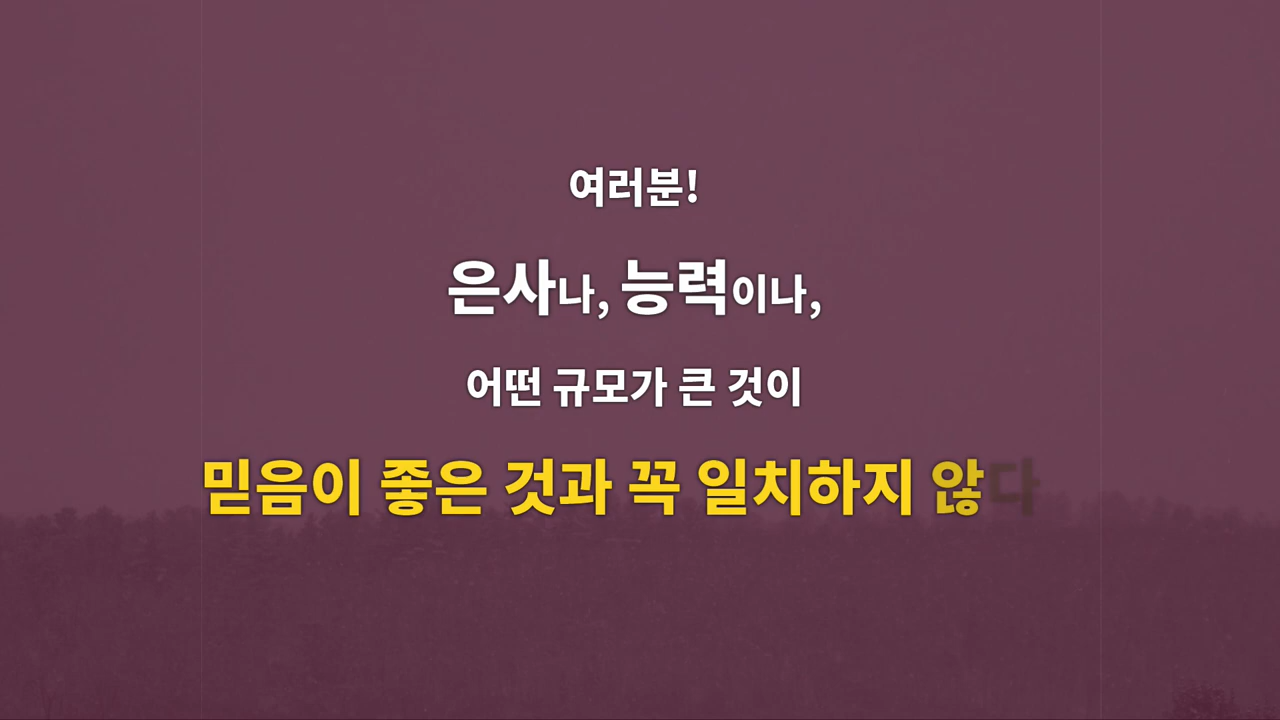 여러분!
은사나, 능력이나,
어떤 규모가 큰 것이
믿음이 좋은 것과 꼭 일치하지 않다